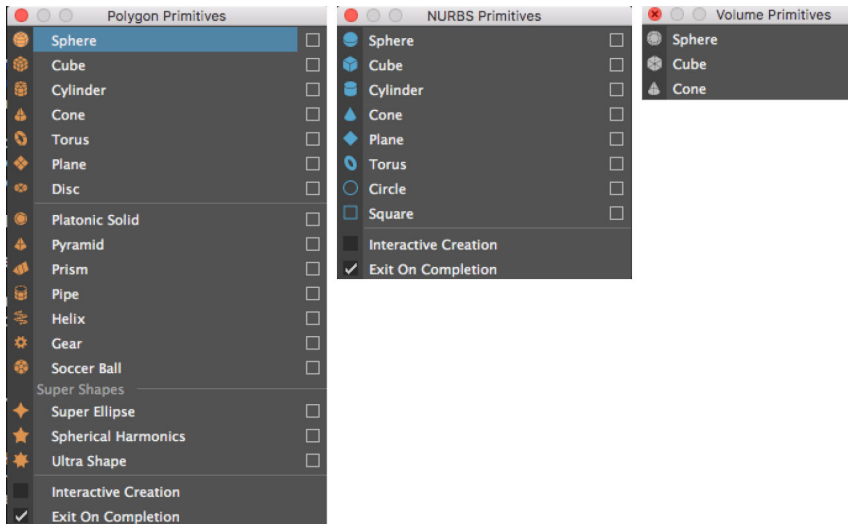 Polygon Primitives
Sphere
Cube
Cylinder
Cone
Torus
Plane
Disc
Platonic Solid
Pyramid
Prism
Pipe
Helix
Gear
Soccer Ball
Super Shapes
Super Ellipse
Spherical Harmonics
Ultra Shape
Interactive Creation
Exit On Completion
NURBS Primitives
Sphere
Cube
Cylinder
Cone
Plane
Torus
Circle
Square
Interactive Creation
Exit On Completion
Volume Primitives
Sphere
Cube
Cone